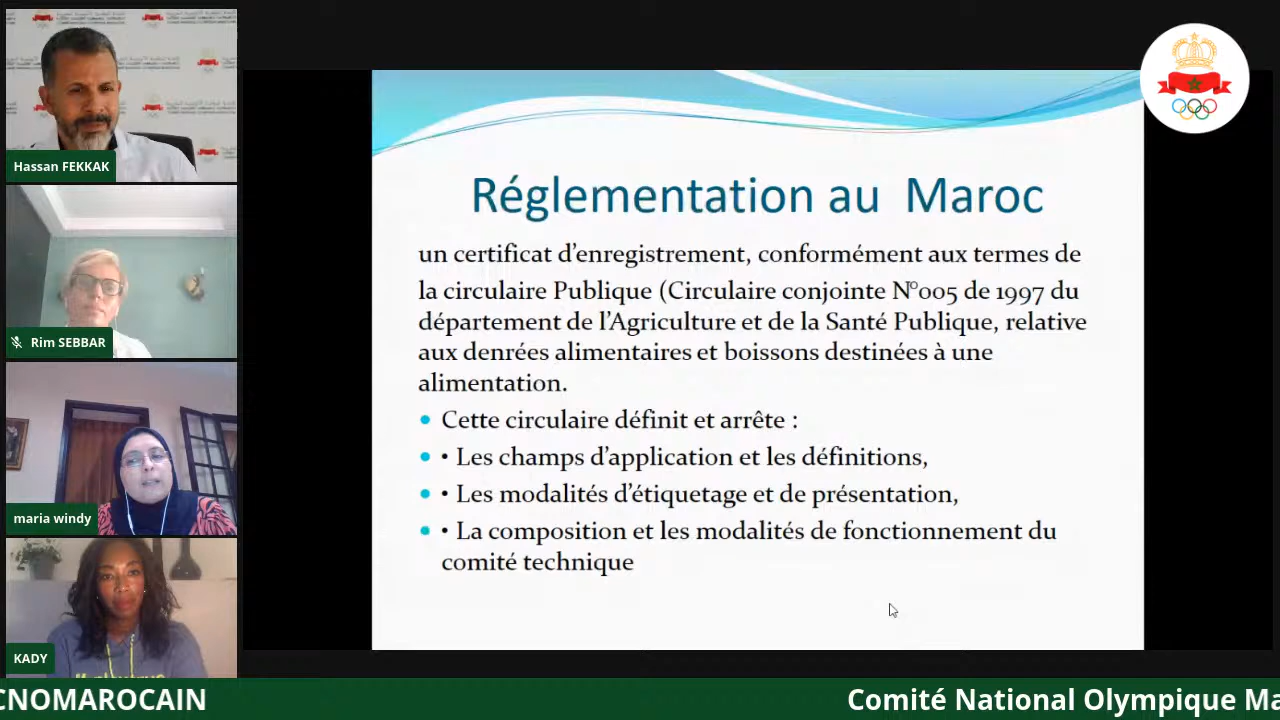 Hassan FEKKAK
Rim SEBBAR
maria windy
KADY
Réglementation au Maroc
un certificat d’enregistrement, conformément aux termes de
la circulaire Publique (Circulaire conjointe N°005 de 1997 du
département de l’Agriculture et de la Santé Publique, relative
aux denrées alimentaires et boissons destinées à une
alimentation.
• Cette circulaire définit et arrête :
• • Les champs d’application et les définitions,
• • Les modalités d’étiquetage et de présentation,
• • La composition et les modalités de fonctionnement du
comité technique
CNOMAROCAIN
Comité National Olympique Ma